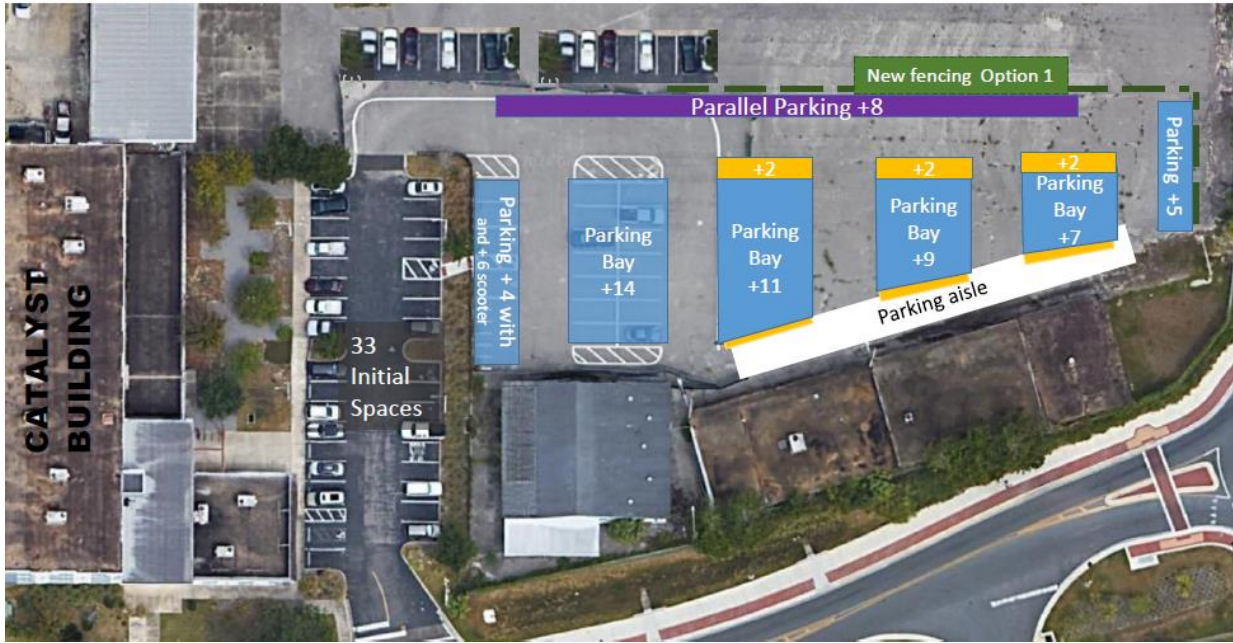 New fencing  Option 1
Parallel Parking +8
Parking +5
+2
+2
+2
Parking + 4 with
and + 6 scooter
Parking
Bay
+14
Parking
Bay
+11
Parking
Bay
+9
Parking
Bay
+7
Parking aisle
33
Initial
Spaces
CATALYST
BUILDING